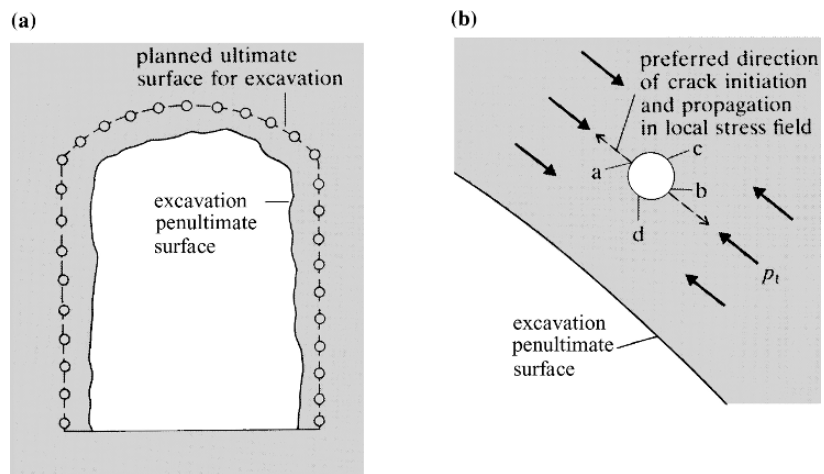 (a)
planned ultimate
surface for excavation
excavation
penultimate
surface
(b)
preferred direction
of crack initiation
and propagation
in local stress field
c
a
b
d
pt
excavation
penultimate
surface